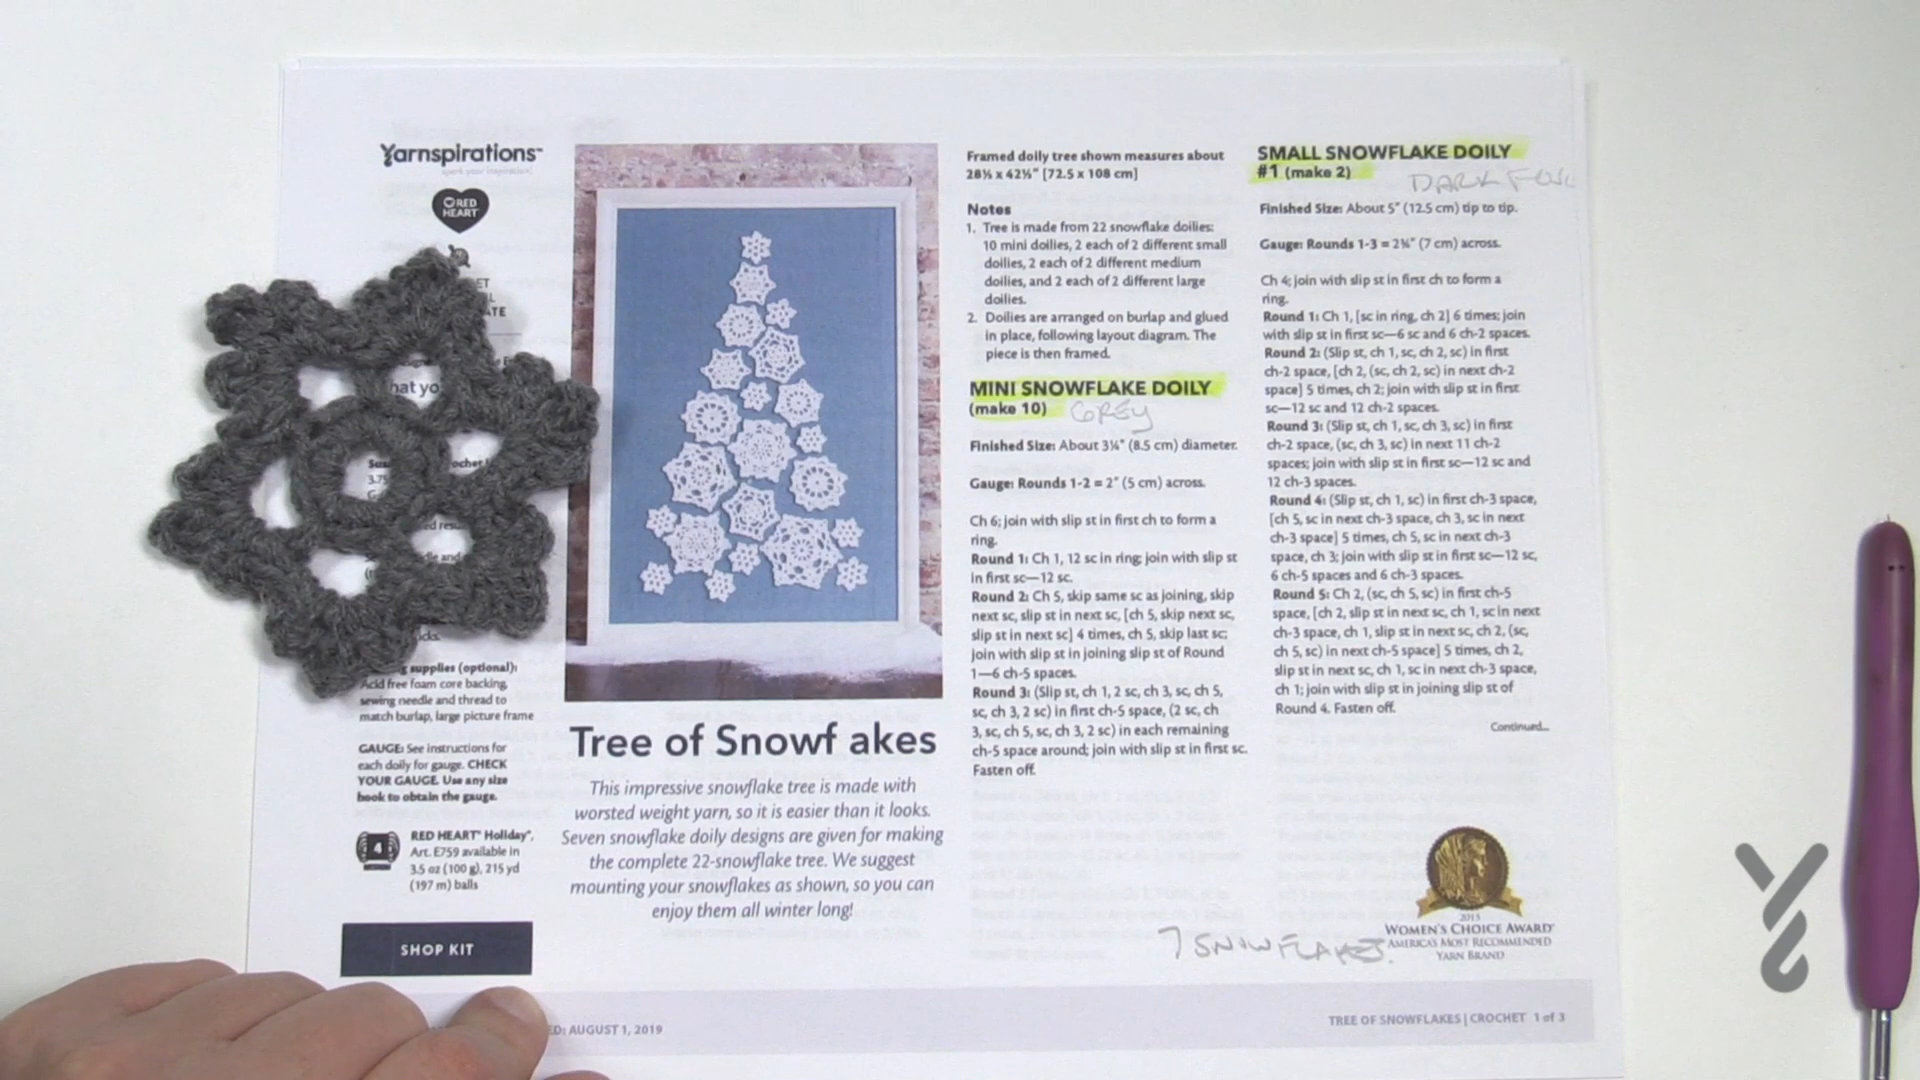 Yarnspirations™
spark your inspiration!
RED
HEART
ET
L
ATE
hat yo
3.75
supplies (optional):
Acid free foam core backing,
sewing needle and thread to
match burlap, large picture frame
GAUGE: See instructions for
each doily for gauge. CHECK
YOUR GAUGE. Use any size
hook to obtain the gauge.
4
RED HEART® Holiday®,
Art. E759 available in
3.5 oz (100 g), 215 yd
(197 m) balls
SHOP KIT
Tree of Snowf akes
This impressive snowflake tree is made with
worsted weight yarn, so it is easier than it looks.
Seven snowflake doily designs are given for making
the complete 22-snowflake tree. We suggest
mounting your snowflakes as shown, so you can
enjoy them all winter long!
Framed doily tree shown measures about
28½ x 42½" [72.5 x 108 cm]
Notes
1. Tree is made from 22 snowflake doilies:
10 mini doilies, 2 each of 2 different small
doilies, 2 each of 2 different medium
doilies, and 2 each of 2 different large
doilies.
2. Doilies are arranged on burlap and glued
in place, following layout diagram. The
piece is then framed.
MINI SNOWFLAKE DOILY
(make 10) GREY
Finished Size: About 3¼" (8.5 cm) diameter.
Gauge: Rounds 1-2 = 2" (5 cm) across.
Ch 6; join with slip st in first ch to form a
ring.
Round 1: Ch 1, 12 sc in ring; join with slip st
in first sc—12 sc.
Round 2: Ch 5, skip same sc as joining, skip
next sc, slip st in next sc, [ch 5, skip next sc,
slip st in next sc] 4 times, ch 5, skip last sc;
join with slip st in joining slip st of Round
1—6 ch-5 spaces.
Round 3: (Slip st, ch 1, 2 sc, ch 3, sc, ch 5,
sc, ch 3, 2 sc) in first ch-5 space, (2 sc, ch
3, sc, ch 5, sc, ch 3, 2 sc) in each remaining
ch-5 space around; join with slip st in first sc.
Fasten off.
SMALL SNOWFLAKE DOILY
#1 (make 2) DARK
Finished Size: About 5" (12.5 cm) tip to tip.
Gauge: Rounds 1-3 = 2¾" (7 cm) across.
Ch 4; join with slip st in first ch to form a
ring.
Round 1: Ch 1, [sc in ring, ch 2] 6 times; join
with slip st in first sc—6 sc and 6 ch-2 spaces.
Round 2: (Slip st, ch 1, sc, ch 2, sc) in first
ch-2 space, [ch 2, (sc, ch 2, sc) in next ch-2
space] 5 times, ch 2; join with slip st in first
sc—12 sc and 12 ch-2 spaces.
Round 3: (Slip st, ch 1, sc, ch 3, sc) in first
ch-2 space, (sc, ch 3, sc) in next 11 ch-2
spaces; join with slip st in first sc—12 sc and
12 ch-3 spaces.
Round 4: (Slip st, ch 1, sc) in first ch-3 space,
[ch 5, sc in next ch-3 space, ch 3, sc in next
ch-3 space] 5 times, ch 5, sc in next ch-3
space, ch 3; join with slip st in first sc—12 sc,
6 ch-5 spaces and 6 ch-3 spaces.
Round 5: Ch 2, (sc, ch 5, sc) in first ch-5
space, [ch 2, slip st in next sc, ch 1, sc in next
ch-3 space, ch 1, slip st in next sc, ch 2, (sc,
ch 5, sc) in next ch-5 space] 5 times, ch 2,
slip st in next sc, ch 1, sc in next ch-3 space,
ch 1; join with slip st in joining slip st of
Round 4. Fasten off.
Continued...
7 SNOWFLAKES.
2015
WOMEN'S CHOICE AWARD®
AMERICA'S MOST RECOMMENDED
YARN BRAND
ED: AUGUST 1, 2019
TREE OF SNOWFLAKES | CROCHET 1 of 3